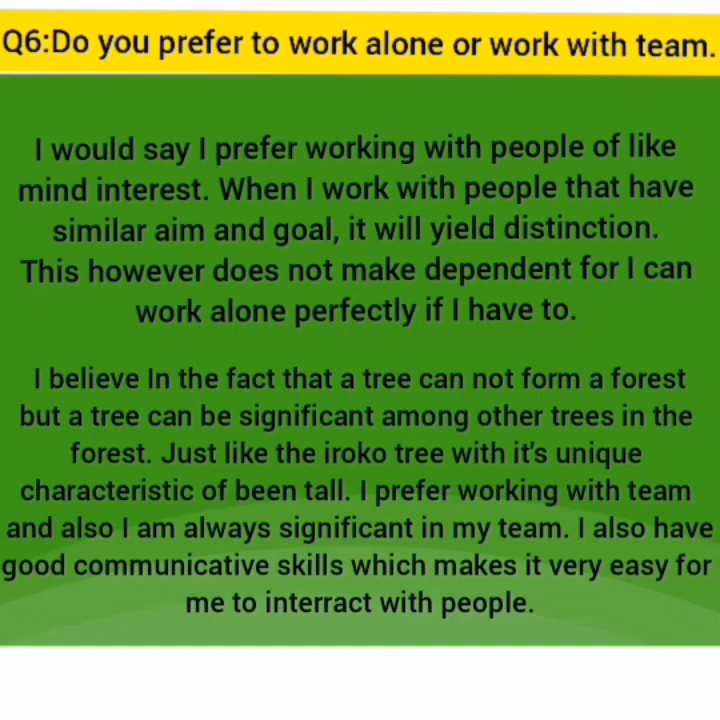 Q6:Do you prefer to work alone or work with team.
I would say I prefer working with people of like
mind interest. When I work with people that have
similar aim and goal, it will yield distinction.
This however does not make dependent for I can
work alone perfectly if I have to.
I believe In the fact that a tree can not form a forest
but a tree can be significant among other trees in the
forest. Just like the iroko tree with it's unique
characteristic of been tall. I prefer working with team
and also I am always significant in my team. I also have
good communicative skills which makes it very easy for
me to interract with people.